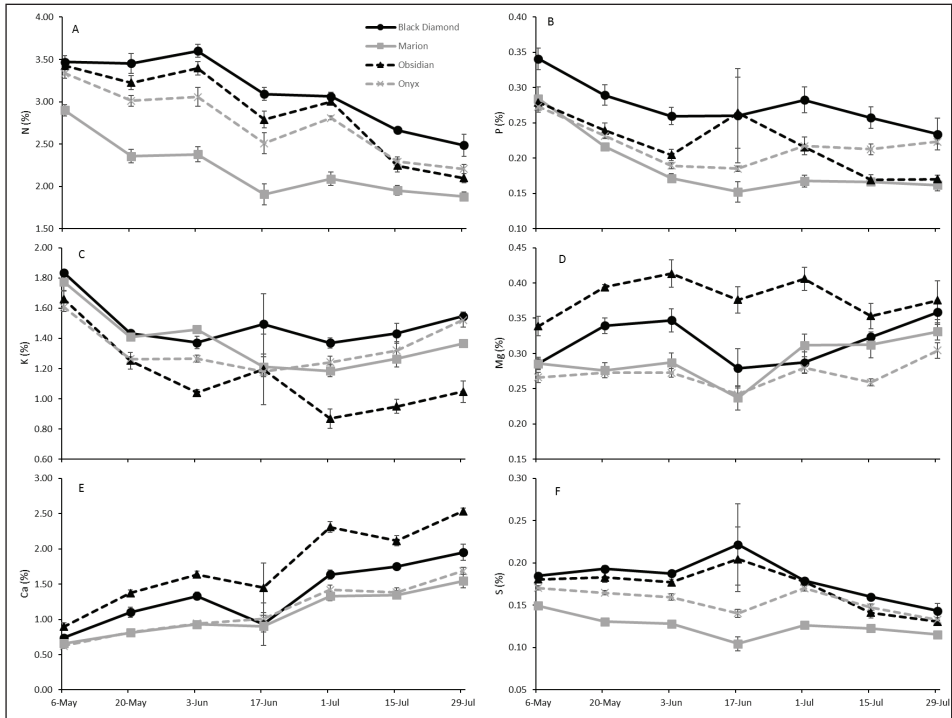 A
4.00
3.50
3.00
2.50
2.00
1.50
N (%)
Black Diamond
Marion
Obsidian
Onyx
B
0.40
0.35
0.30
0.25
0.20
0.15
0.10
P (%)
C
2.00
1.80
1.60
1.40
1.20
1.00
0.80
0.60
K (%)
D
0.45
0.40
0.35
0.30
0.25
0.20
0.15
Mg (%)
E
3.00
2.50
2.00
1.50
1.00
0.50
0.00
Ca (%)
6-May 20-May 3-Jun 17-Jun 1-Jul 15-Jul 29-Jul
F
0.30
0.25
0.20
0.15
0.10
0.05
S (%)
6-May 20-May 3-Jun 17-Jun 1-Jul 15-Jul 29-Jul